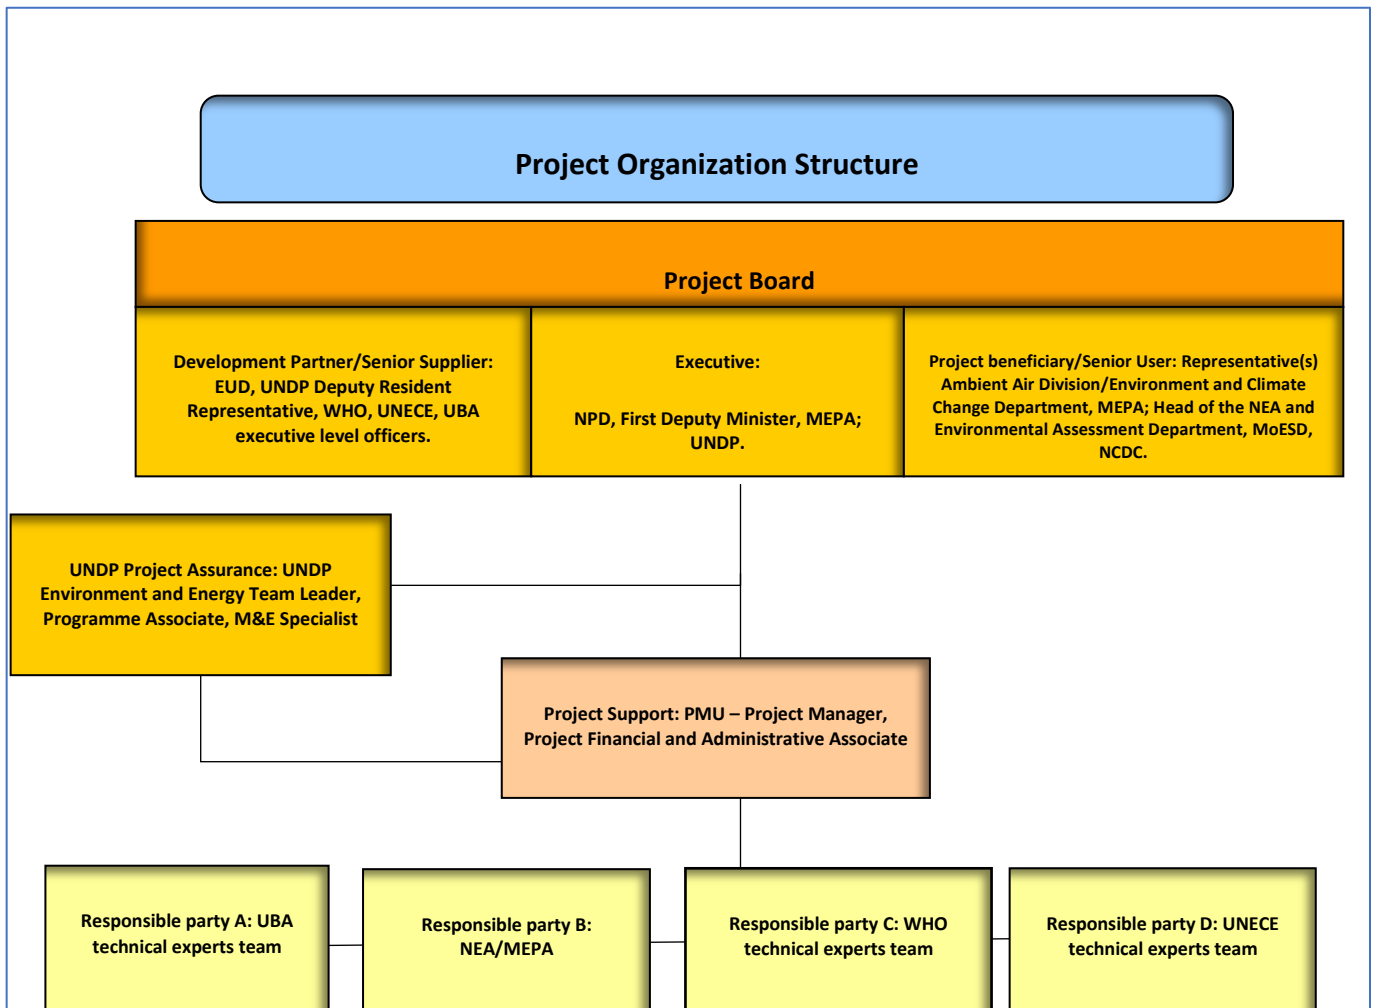 Project Organization Structure
Project Board
Development Partner/Senior Supplier:
EUD, UNDP Deputy Resident
Representative, WHO, UNECE, UBA
executive level officers.
Executive:
NPD, First Deputy Minister, MEPA;
UNDP.
Project beneficiary/Senior User: Representative(s)
Ambient Air Division/Environment and Climate
Change Department, MEPA; Head of the NEA and
Environmental Assessment Department, MoESD,
NCDC.
UNDP Project Assurance: UNDP
Environment and Energy Team Leader,
Programme Associate, M&E Specialist
Project Support: PMU – Project Manager,
Project Financial and Administrative Associate
Responsible party A: UBA
technical experts team
Responsible party B:
NEA/MEPA
Responsible party C: WHO
technical experts team
Responsible party D: UNECE
technical experts team